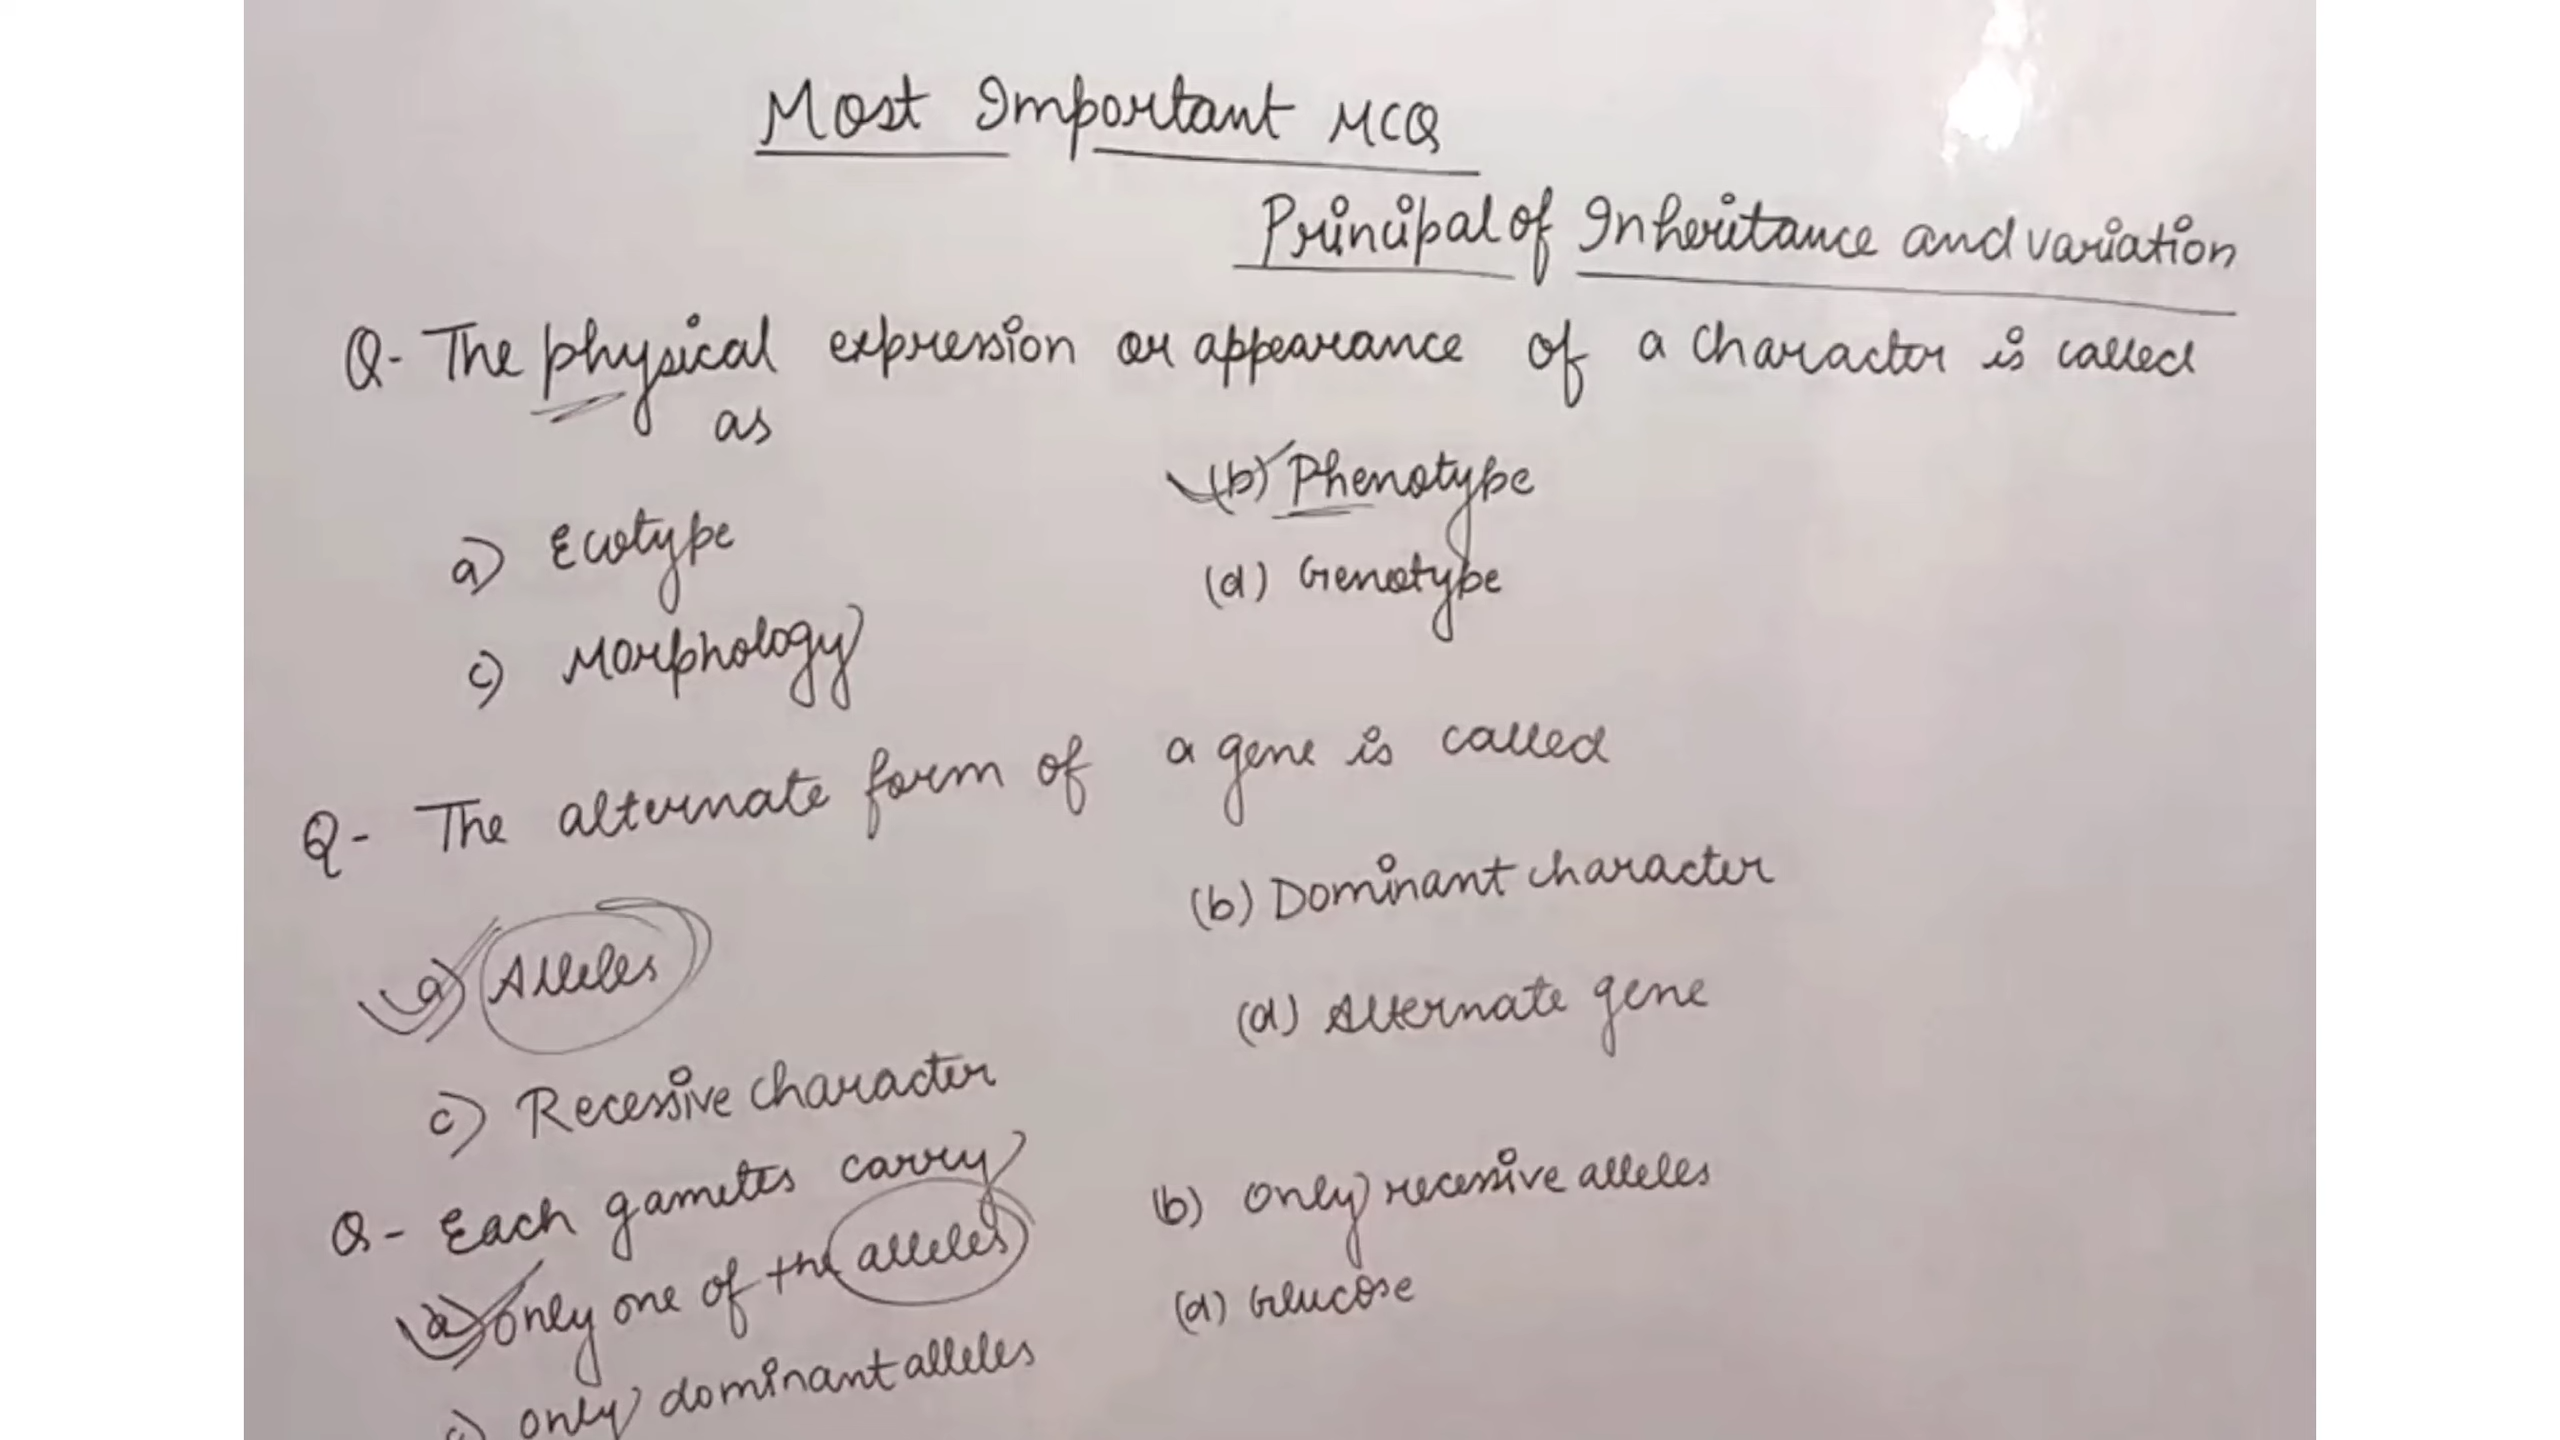 Most Important MCQ
Principal of Inheritance and variation
Q- The physical expression or appearance of a character is called
as
(b) Phenotype
a) Ecotype
(d) Genotype
c) Morphology
Q- The alternate form of a gene is called
(b) Dominant character
a) Alleles
(d) Alternate gene
c) Recessive character
Q- Each gametes carry
(b) only recessive alleles
a) only one of the alleles
(d) Glucose
c) only dominant alleles